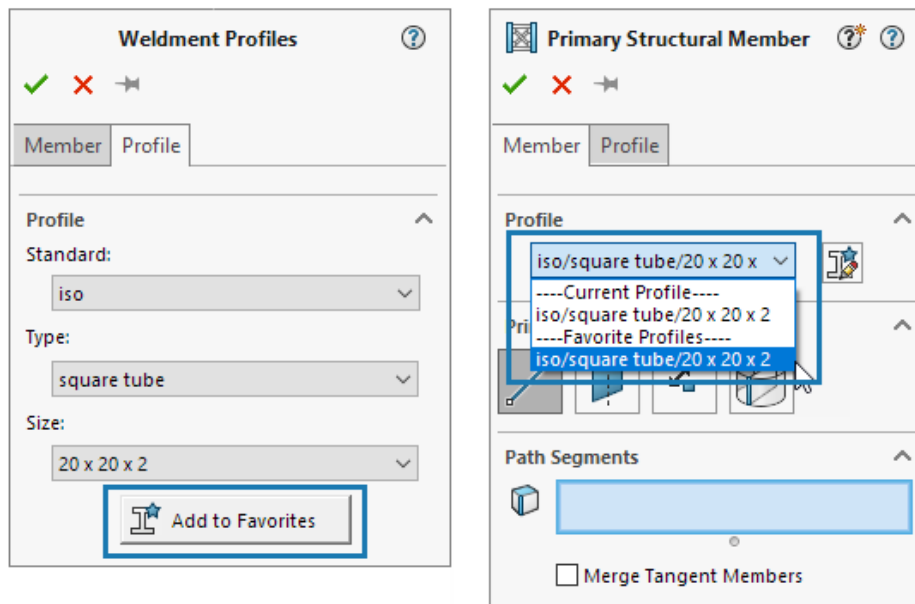 Weldment Profiles
Member Profile
Profile
Standard:
iso
Type:
square tube
Size:
20 x 20 x 2
Add to Favorites
Primary Structural Member
Member Profile
Profile
iso/square tube/20 x 20 x
----Current Profile----
iso/square tube/20 x 20 x 2
----Favorite Profiles----
iso/square tube/20 x 20 x 2
Pri
Path Segments
Merge Tangent Members